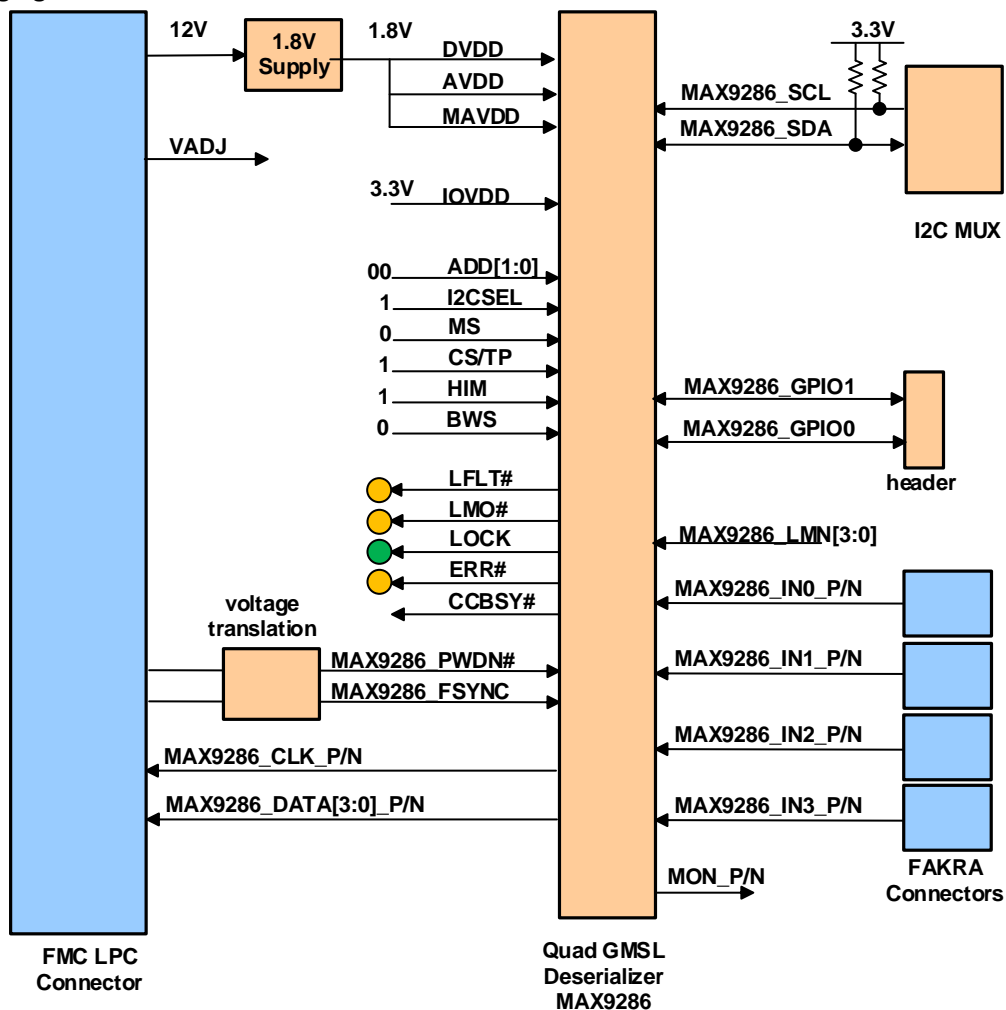 12V
1.8V
Supply
1.8V
DVDD
AVDD
MAVDD
VADJ
3.3V
IOVDD
3.3V
MAX9286_SCL
MAX9286_SDA
I2C MUX
00
ADD[1:0]
1
I2CSEL
0
MS
1
CS/TP
1
HIM
0
BWS
MAX9286_GPIO1
MAX9286_GPIO0
header
LFLT#
LMO#
LOCK
ERR#
CCBSY#
MAX9286_LMN[3:0]
MAX9286_IN0_P/N
MAX9286_IN1_P/N
MAX9286_IN2_P/N
MAX9286_IN3_P/N
FAKRA
Connectors
voltage
translation
MAX9286_PWDN#
MAX9286_FSYNC
MAX9286_CLK_P/N
MAX9286_DATA[3:0]_P/N
MON_P/N
FMC LPC
Connector
Quad GMSL
Deserializer
MAX9286